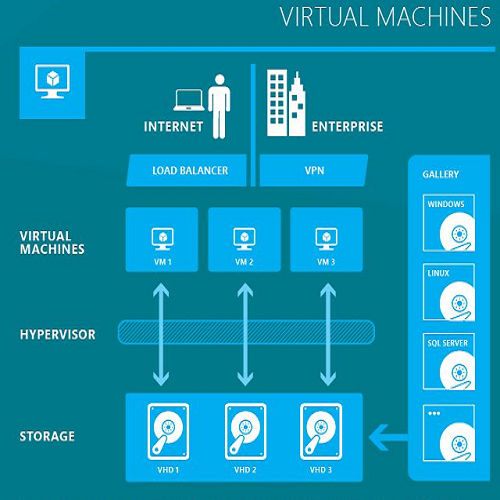 VIRTUAL MACHINES
INTERNET
ENTERPRISE
LOAD BALANCER
VPN
GALLERY
WINDOWS
LINUX
SQL SERVER
•••
VIRTUAL
MACHINES
VM 1
VM 2
VM 3
HYPERVISOR
STORAGE
VHD 1
VHD 2
VHD 3